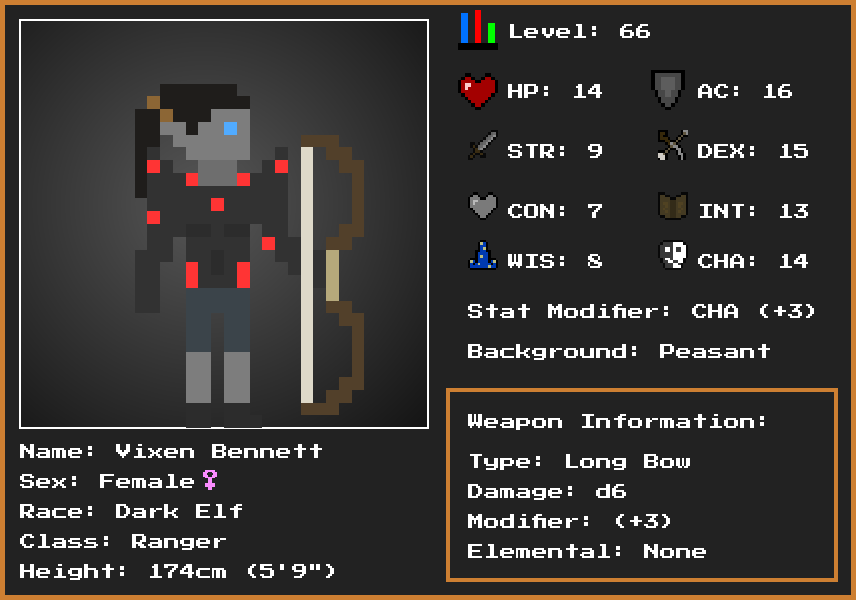 Level: 66
HP: 14 AC: 16
STR: 9 DEX: 15
CON: 7 INT: 13
WIS: 8 CHA: 14
Stat Modifier: CHA (+3)
Background: Peasant
Weapon Information:
Type: Long Bow
Damage: d6
Modifier: (+3)
Elemental: None
Name: Vixen Bennett
Sex: Female♀
Race: Dark Elf
Class: Ranger
Height: 174cm (5'9")